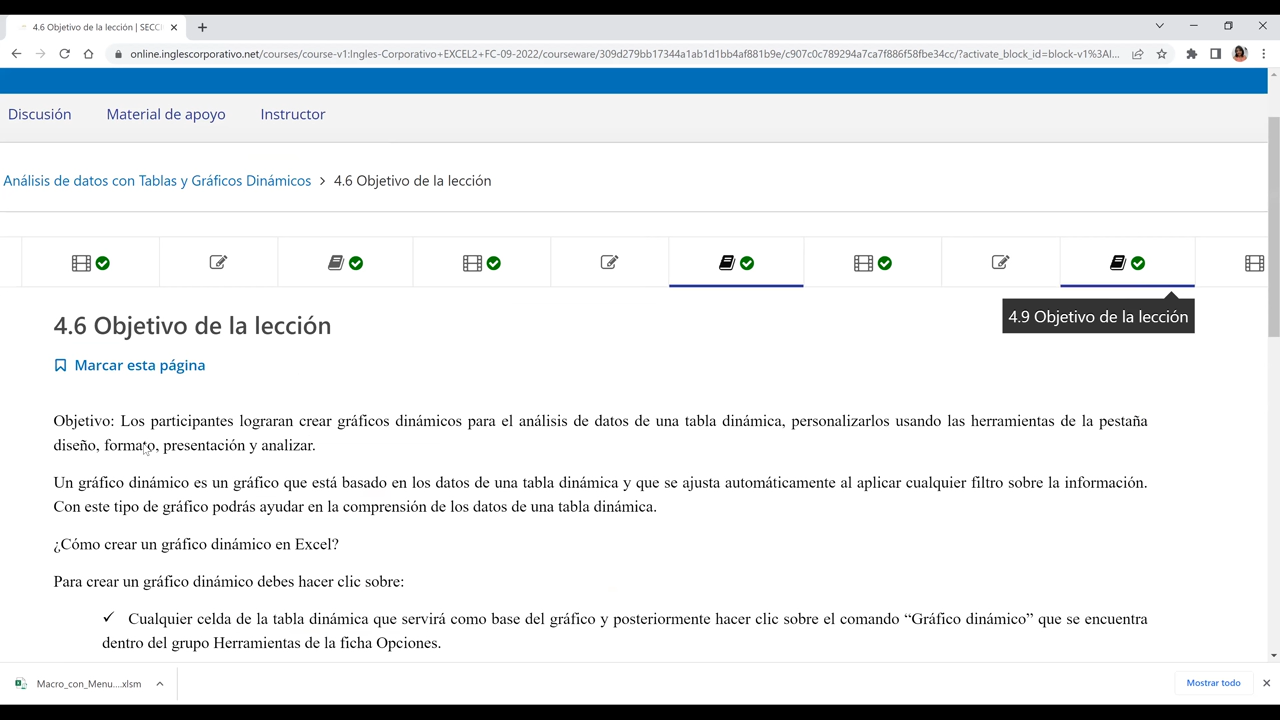 4.6 Objetivo de la lección | SECCI
online.inglescorporativo.net/courses/course-v1:Ingles-Corporativo+EXCEL2+FC-09-2022/courseware/309d279bb17344a1ab1d1bb4af881b9e/c907c0c789294a7ca7f886f58fbe34cc/?activate_block_id=block-v1%3AI...
Discusión Material de apoyo Instructor
Análisis de datos con Tablas y Gráficos Dinámicos > 4.6 Objetivo de la lección
4.9 Objetivo de la lección
4.6 Objetivo de la lección
Marcar esta página
Objetivo: Los participantes lograran crear gráficos dinámicos para el análisis de datos de una tabla dinámica, personalizarlos usando las herramientas de la pestaña
diseño, formato, presentación y analizar.
Un gráfico dinámico es un gráfico que está basado en los datos de una tabla dinámica y que se ajusta automáticamente al aplicar cualquier filtro sobre la información.
Con este tipo de gráfico podrás ayudar en la comprensión de los datos de una tabla dinámica.
¿Cómo crear un gráfico dinámico en Excel?
Para crear un gráfico dinámico debes hacer clic sobre:
✓ Cualquier celda de la tabla dinámica que servirá como base del gráfico y posteriormente hacer clic sobre el comando “Gráfico dinámico” que se encuentra
dentro del grupo Herramientas de la ficha Opciones.
Macro_con_Menu....xlsm
Mostrar todo